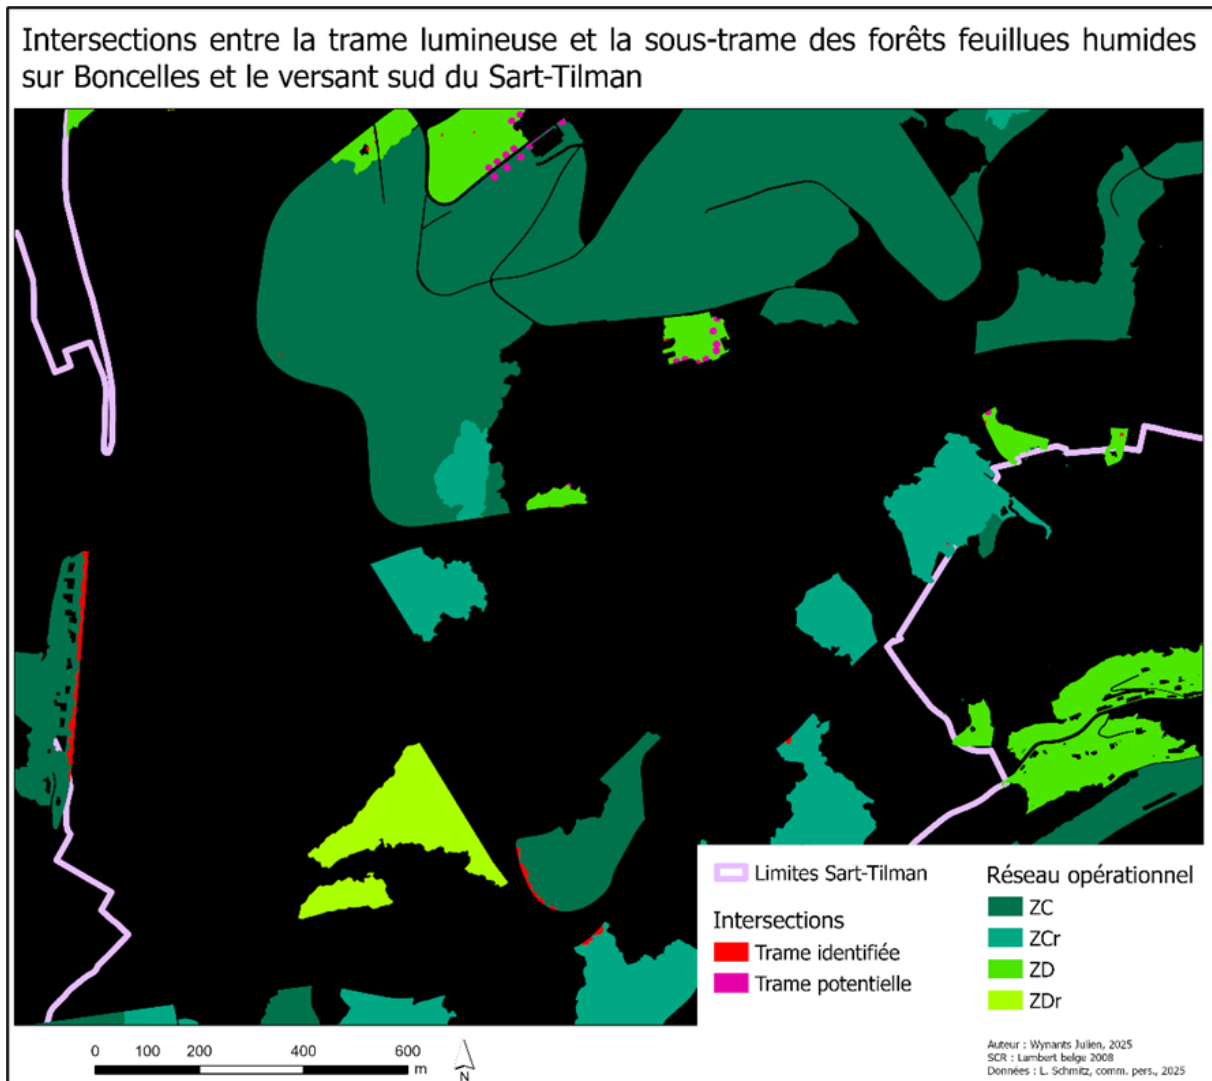 Intersections entre la trame lumineuse et la sous-trame des forêts feuillues humides
sur Boncelles et le versant sud du Sart-Tilman
Limites Sart-Tilman
Intersections
Trame identifiée
Trame potentielle
Réseau opérationnel
ZC
ZCr
ZD
ZDr
0 100 200 400 600
m
N
Auteur : Wynants Julien, 2025
SCR : Lambert belge 2008
Données : L. Schmitz, comm. pers., 2025